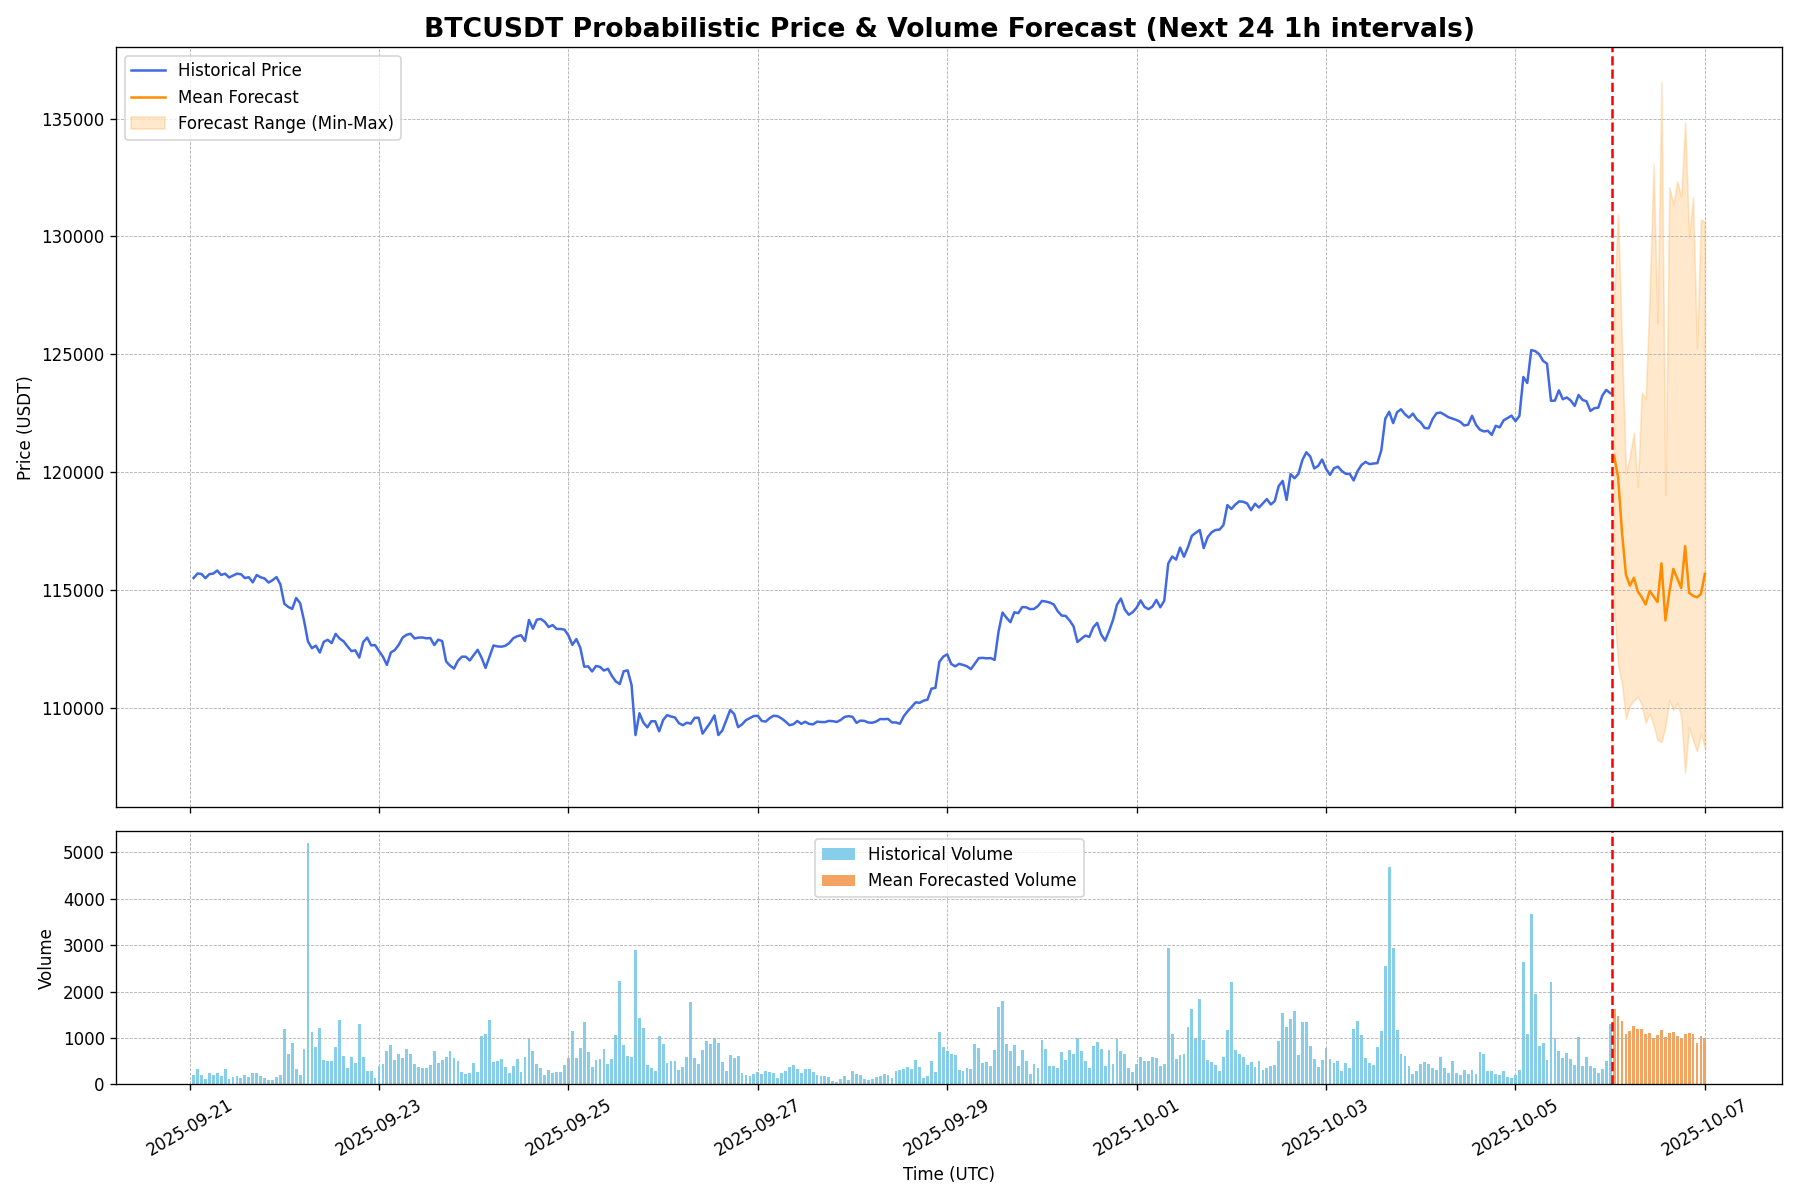 BTCUSDT Probabilistic Price & Volume Forecast (Next 24 1h intervals)
Historical Price
Mean Forecast
Forecast Range (Min-Max)
135000
130000
125000
120000
115000
110000
Price (USDT)
Historical Volume
Mean Forecasted Volume
5000
4000
3000
2000
1000
0
Volume
2025-09-21
2025-09-23
2025-09-25
2025-09-27
2025-09-29
2025-10-01
2025-10-03
2025-10-05
2025-10-07
Time (UTC)